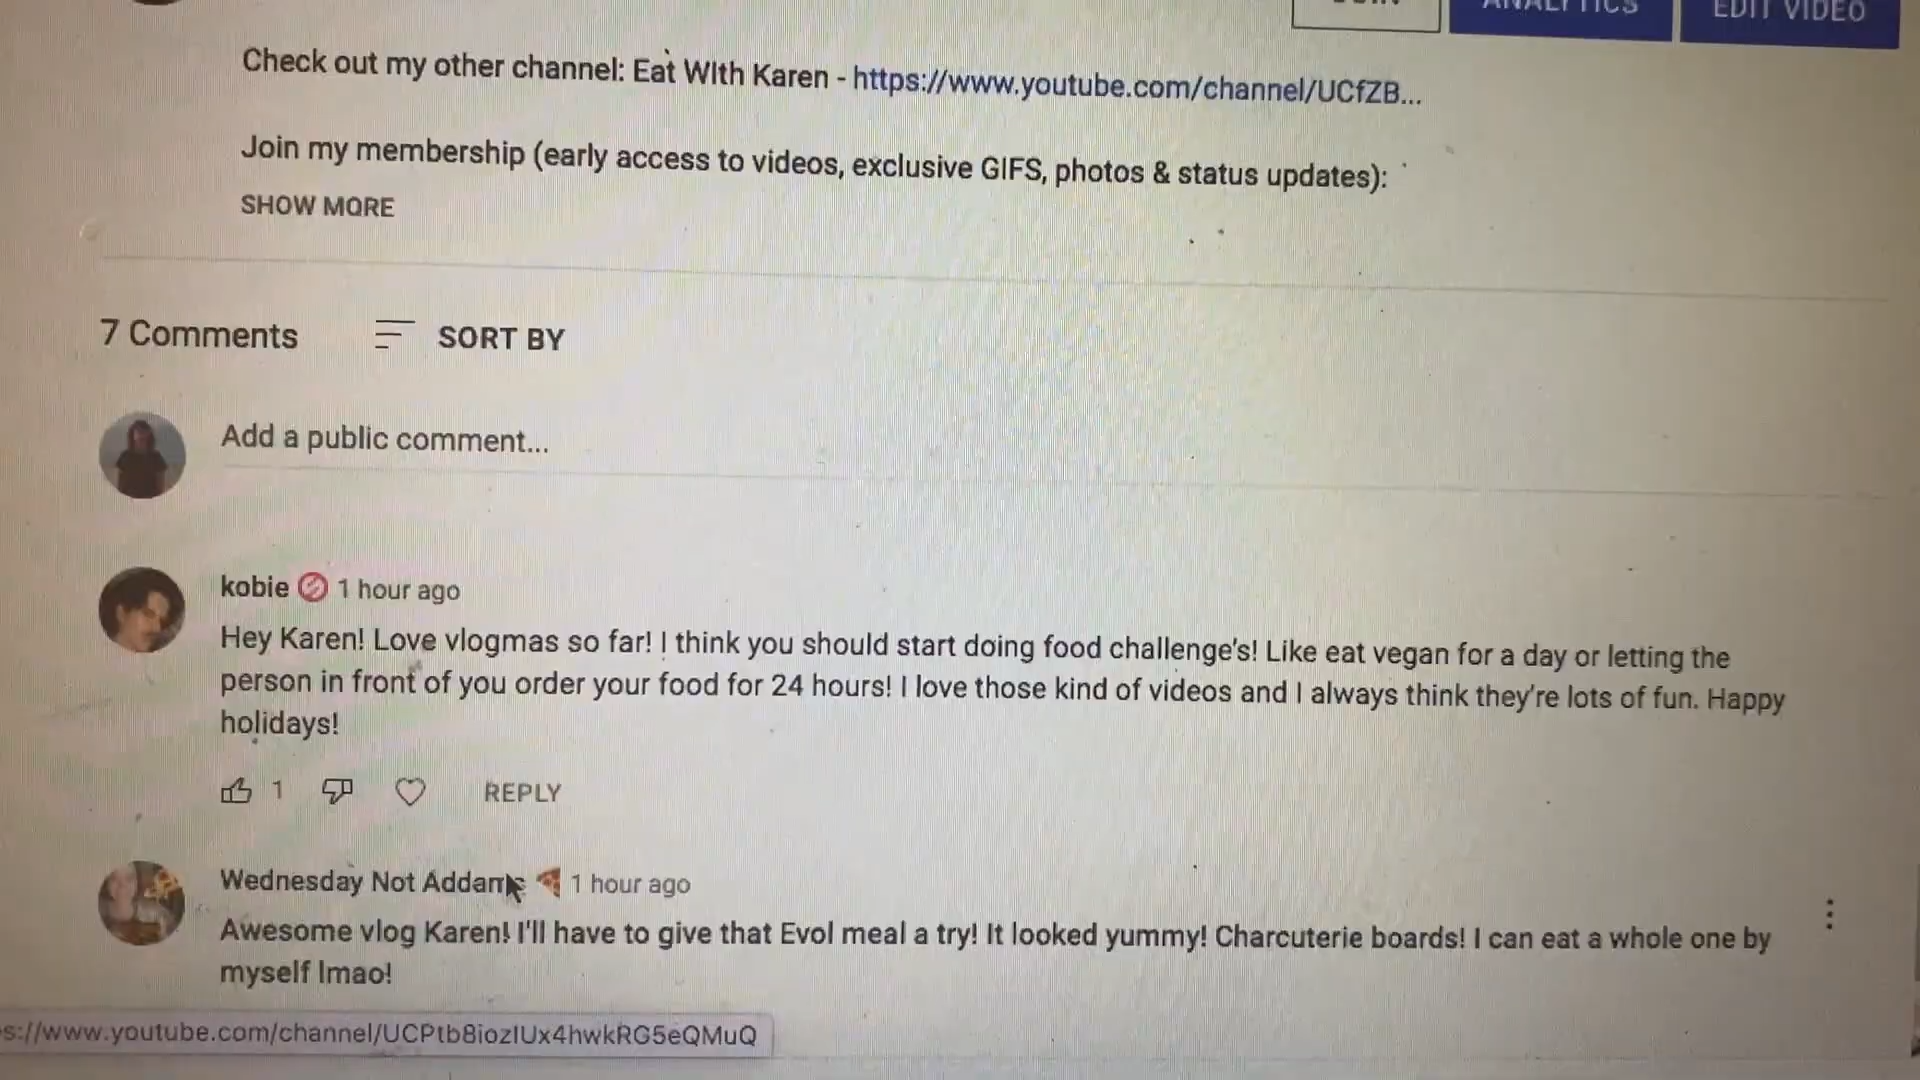 ANALYTICS
EDIT VIDEO
Check out my other channel: Eat WIth Karen - https://www.youtube.com/channel/UCfZB...
Join my membership (early access to videos, exclusive GIFS, photos & status updates):
SHOW MORE
7 Comments
SORT BY
Add a public comment...
kobie 1 hour ago
Hey Karen! Love vlogmas so far! I think you should start doing food challenge's! Like eat vegan for a day or letting the
person in front of you order your food for 24 hours! I love those kind of videos and I always think they're lots of fun. Happy
holidays!
1
REPLY
Wednesday Not Addams 1 hour ago
Awesome vlog Karen! I'll have to give that Evol meal a try! It looked yummy! Charcuterie boards! I can eat a whole one by
myself lmao!
s://www.youtube.com/channel/UCPtb8iozIUx4hwkRG5eQMuQ